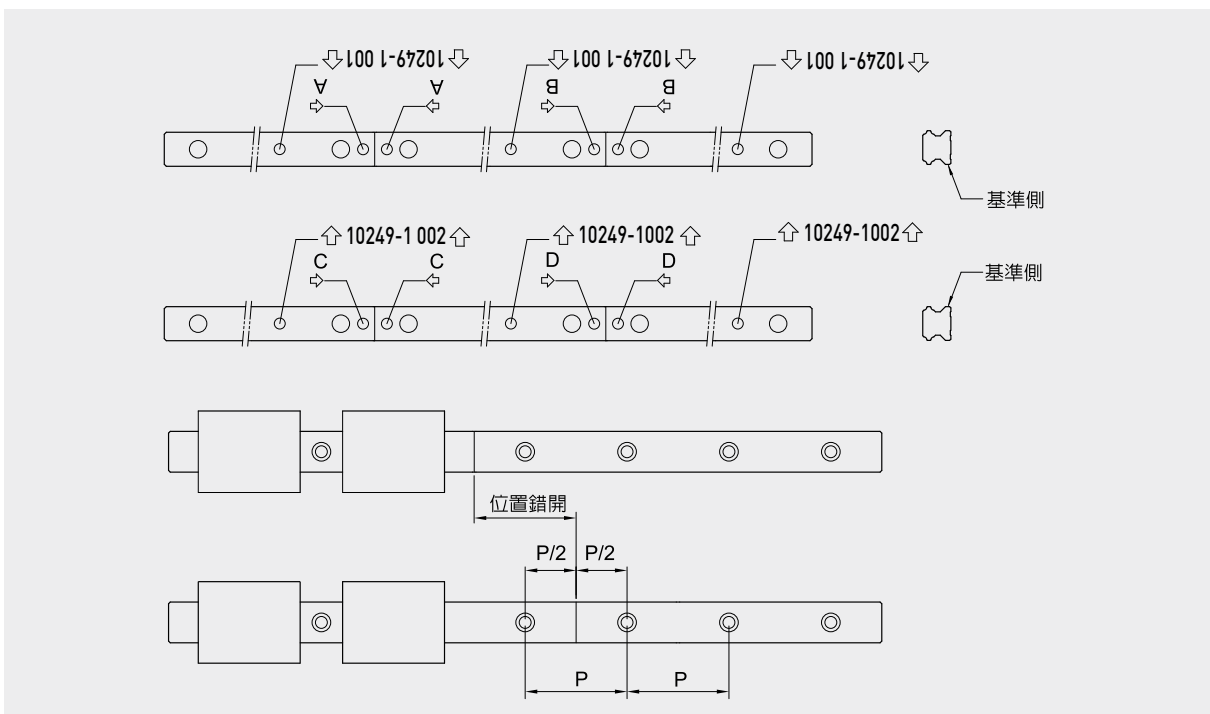 ⇩ 10249-1 001 ⇩ ⇩ 10249-1 001 ⇩ ⇩ 10249-1 001 ⇩
A A B B
基準側
⇧ 10249-1 002 ⇧ ⇧ 10249-1002 ⇧ ⇧ 10249-1002 ⇧
C C D D
基準側
位置錯開
P/2 P/2
P P